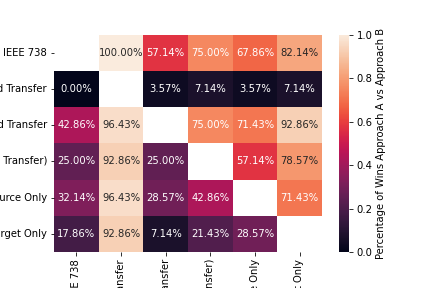 IEEE 738 100.00% 57.14% 75.00% 67.86% 82.14%
d Transfer 0.00% 3.57% 7.14% 3.57% 7.14%
d Transfer 42.86% 96.43% 75.00% 71.43% 92.86%
Transfer) 25.00% 92.86% 25.00% 57.14% 78.57%
urce Only 32.14% 96.43% 28.57% 42.86% 71.43%
rget Only 17.86% 92.86% 7.14% 21.43% 28.57%
E 738
ansfer
ansfer
ansfer)
e Only
t Only
1.0
0.8
0.6
0.4
0.2
0.0
Percentage of Wins Approach A vs Approach B